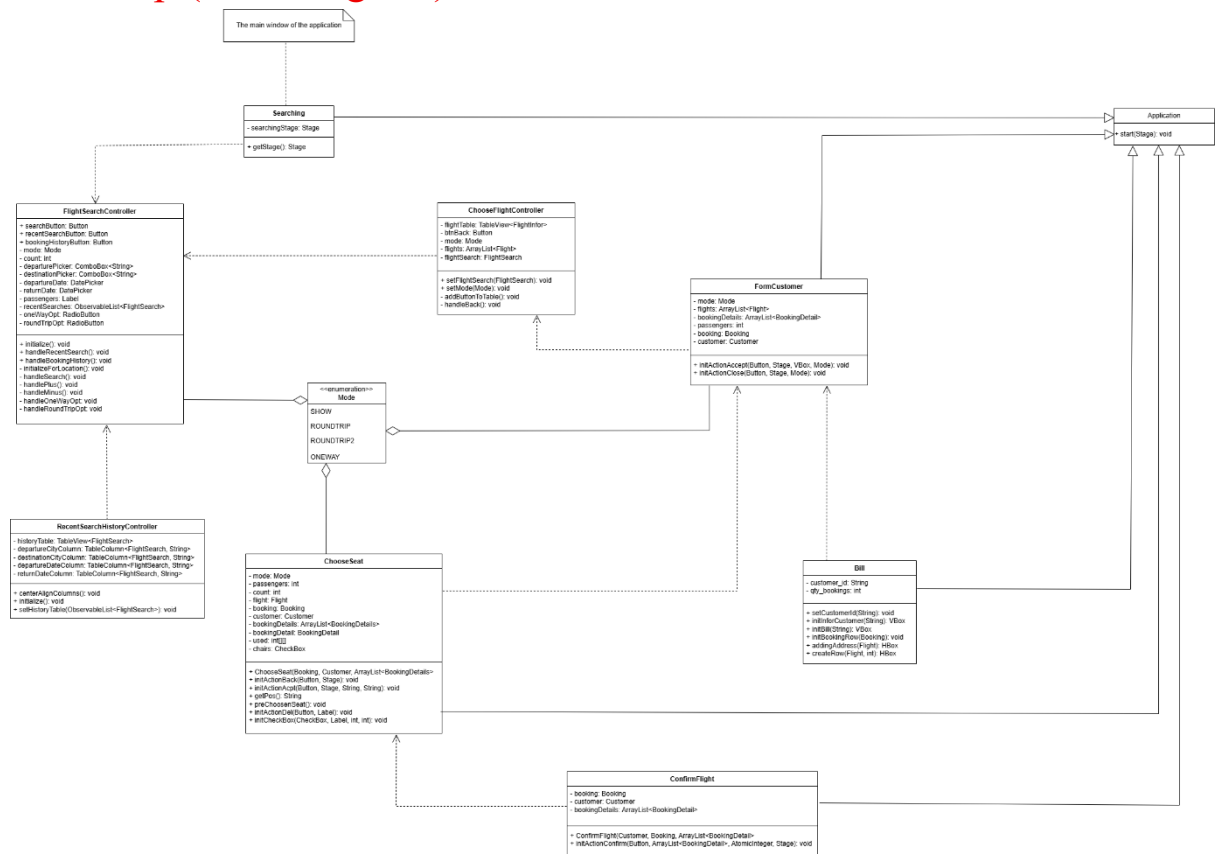 The main window of the application
Searching
- searchingStage: Stage
+ getStage(): Stage
Application
+ start(Stage): void
FlightSearchController
+ searchButton: Button
+ recentSearchButton: Button
+ bookingHistoryButton: Button
- mode: Mode
- count: int
- departurePicker: ComboBox<String>
- destinationPicker: ComboBox<String>
- departureDate: DatePicker
- returnDate: DatePicker
- passengers: Label
- recentSearches: ObservableList<FlightSearch>
- oneWayOpt: RadioButton
- roundTripOpt: RadioButton
+ initialize(): void
+ handleRecentSearch(): void
+ handleBookingHistory(): void
- initializeForLocation(): void
- handleSearch(): void
- handlePlus(): void
- handleMinus(): void
- handleOneWayOpt: void
- handleRoundTripOpt: void
ChooseFlightController
- flightTable: TableView<FlightInfor>
- btnBack: Button
- mode: Mode
- flights: ArrayList<Flight>
- flightSearch: FlightSearch
+ setFlightSearch(FlightSearch): void
+ setMode(Mode): void
- addButtonToTable(): void
- handleBack(): void
FormCustomer
- mode: Mode
- flights: ArrayList<Flight>
- bookingDetails: ArrayList<BookingDetail>
- passengers: int
- booking: Booking
- customer: Customer
+ initActionAccept(Button, Stage, VBox, Mode): void
+ initActionClose(Button, Stage, Mode): void
<<enumeration>>
Mode
SHOW
ROUNDTRIP
ROUNDTRIP2
ONEWAY
RecentSearchHistoryController
- historyTable: TableView<FlightSearch>
- departureCityColumn: TableColumn<FlightSearch, String>
- destinationCityColumn: TableColumn<FlightSearch, String>
- departureDateColumn: TableColumn<FlightSearch, String>
- returnDateColumn: TableColumn<FlightSearch, String>
+ centerAlignColumns(): void
+ initialize(): void
+ setHistoryTable(ObservableList<FlightSearch>): void
ChooseSeat
- mode: Mode
- passengers: int
- count: int
- flight: Flight
- booking: Booking
- customer: Customer
- bookingDetails: ArrayList<BookingDetails>
- bookingDetail: BookingDetail
- used: int[][]
- chairs: CheckBox
+ ChooseSeat(Booking, Customer, ArrayList<BookingDetails>
+ initActionBack(Button, Stage): void
+ initActionAcpt(Button, Stage, String, String): void
+ getPos(): String
+ preChoosenSeat(): void
+ initActionDel(Button, Label): void
+ initCheckBox(CheckBox, Label, int, int): void
Bill
- customer_id: String
- qty_bookings: int
+ setCustomerId(String): void
+ initInforCustomer(String): VBox
+ initBill(String): VBox
+ initBookingRow(Booking): void
+ addingAddress(Flight): HBox
+ createRow(Flight, int): HBox
ConfirmFlight
- booking: Booking
- customer: Customer
- bookingDetails: ArrayList<BookingDetail>
+ ConfirmFlight(Customer, Booking, ArrayList<BookingDetail>
+ initActionConfirm(Button, ArrayList<BookingDetail>, AtomicInteger, Stage): void